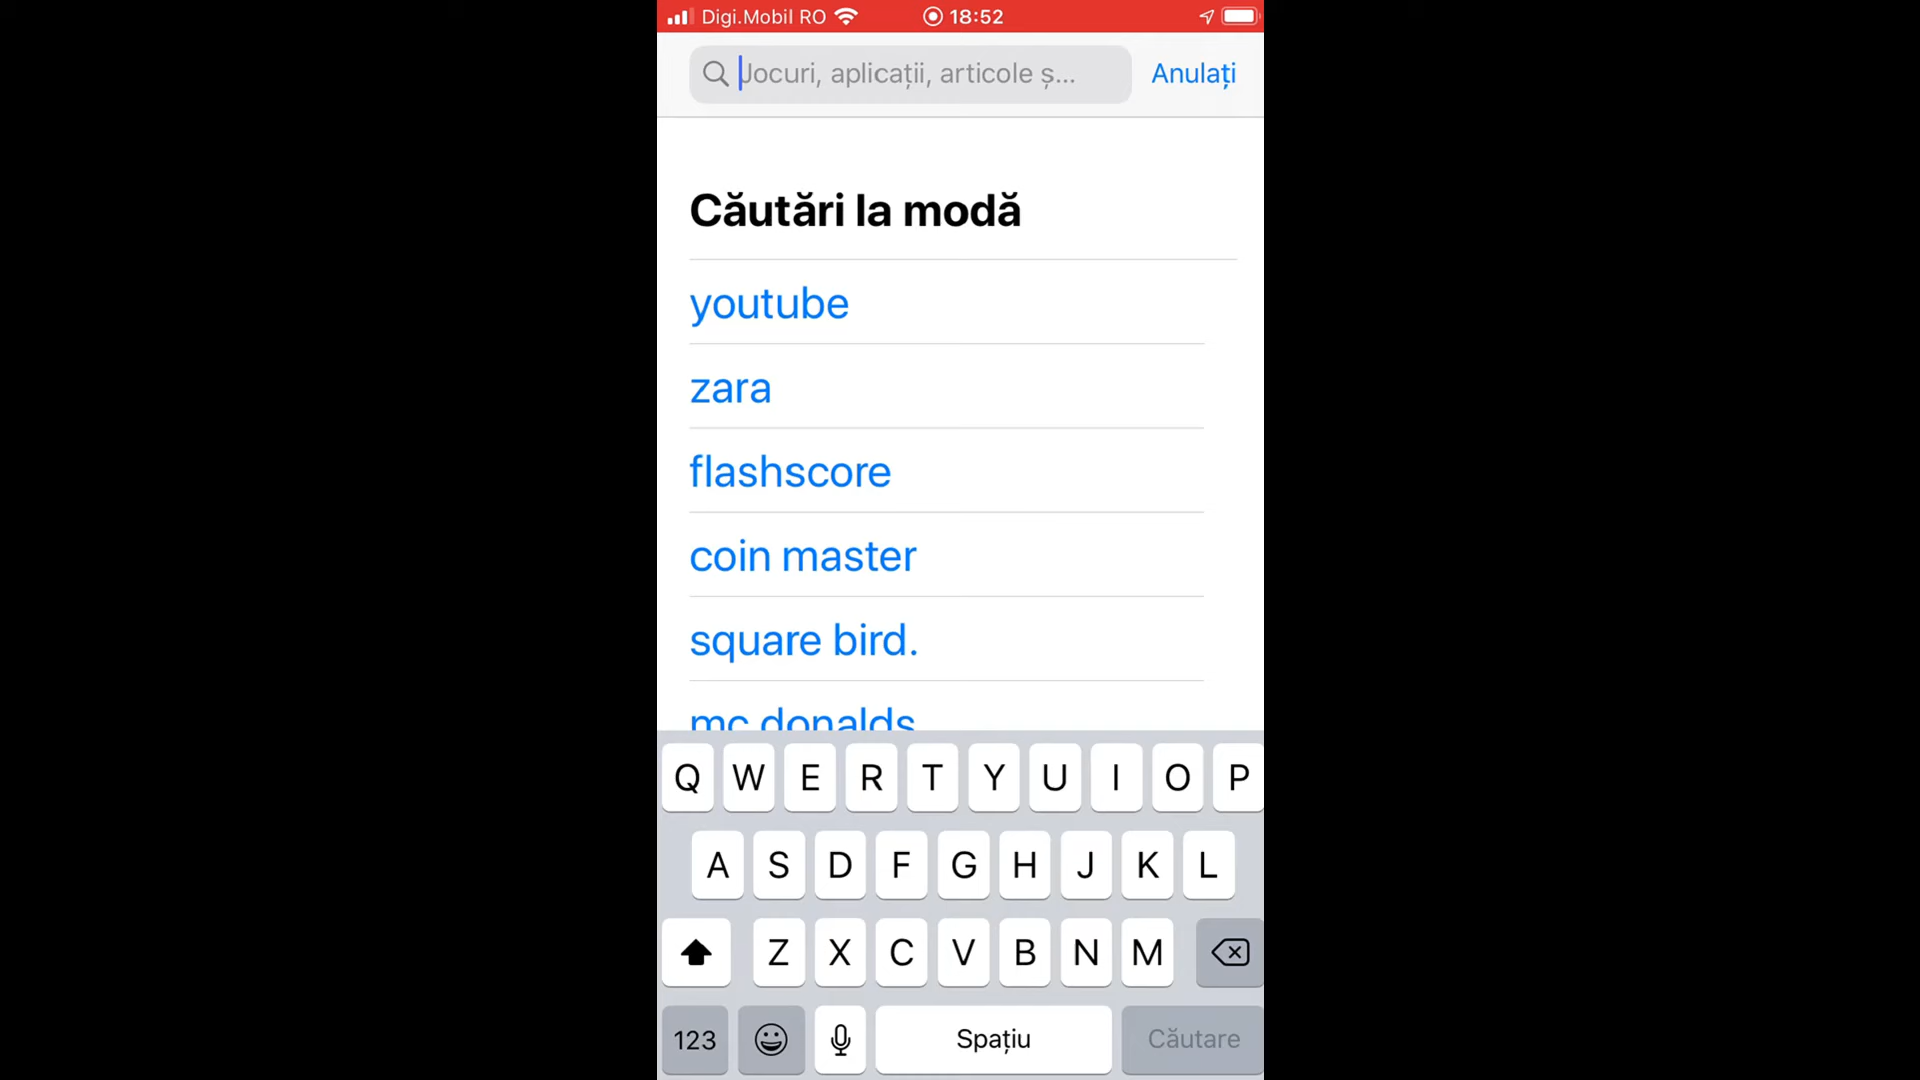 Digi.Mobil RO 18:52
Jocuri, aplicații, articole ș... Anulați
Căutări la modă
youtube
zara
flashscore
coin master
square bird.
mc donalds
Q W E R T Y U I O P
A S D F G H J K L
Z X C V B N M
123 Spațiu Căutare